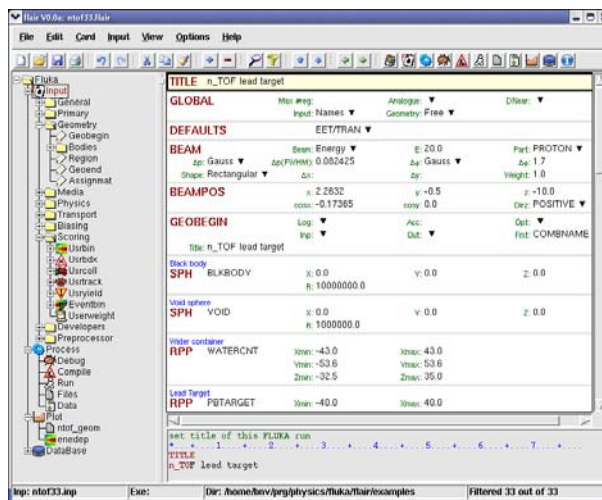 flair V0.0a: ntof33.flair
File Edit Card Input View Options Help
Fluka
Input
General
Primary
Geometry
Geobegin
Bodies
Region
Geoend
Assignmat
Media
Physics
Transport
Biasing
Scoring
Usrbin
Usrbdx
Usrcoll
Usrtrack
Usryield
Eventbin
Userweight
Developers
Preprocessor
Process
Debug
Compile
Run
Files
Data
Plot
ntof_geom
enedep
DataBase
TITLE n_TOF lead target
GLOBAL Max #reg: Analogue: ▼ DNear: ▼
Input: Names ▼ Geometry: Free ▼
DEFAULTS EET/TRAN ▼
BEAM Beam: Energy ▼ E: 20.0 Part: PROTON ▼
Δp: Gauss ▼ Δp(FWHM): 0.082425 Δφ: Gauss ▼ Δφ: 1.7
Shape: Rectangular ▼ Δx: Δy: Weight: 1.0
BEAMPOS x: 2.2632 y: -0.5 z: -10.0
cosx: -0.17365 cosy: 0.0 Dirz: POSITIVE ▼
GEOBEGIN Log: ▼ Acc: Opt: ▼
Inp: ▼ Out: ▼ Fmt: COMBNAME
Title: n_TOF lead target
Black body
SPH BLKBODY X: 0.0 Y: 0.0 Z: 0.0
R: 10000000.0
Void sphere
SPH VOID X: 0.0 Y: 0.0 Z: 0.0
R: 1000000.0
Water container
RPP WATERCNT Xmin: -43.0 Xmax: 43.0
Ymin: -53.6 Ymax: 53.6
Zmin: -32.5 Zmax: 35.0
Lead Target
RPP PBTARGET Xmin: -40.0 Xmax: 40.0
set title of this FLUKA run
*...+....1....+....2....+....3....+....4....+....5....+....6....+....7....+....
TITLE
n_TOF lead target
Inp: ntof33.inp Exe: Dir: /home/bnv/prg/physics/fluka/flair/examples Filtered 33 out of 33